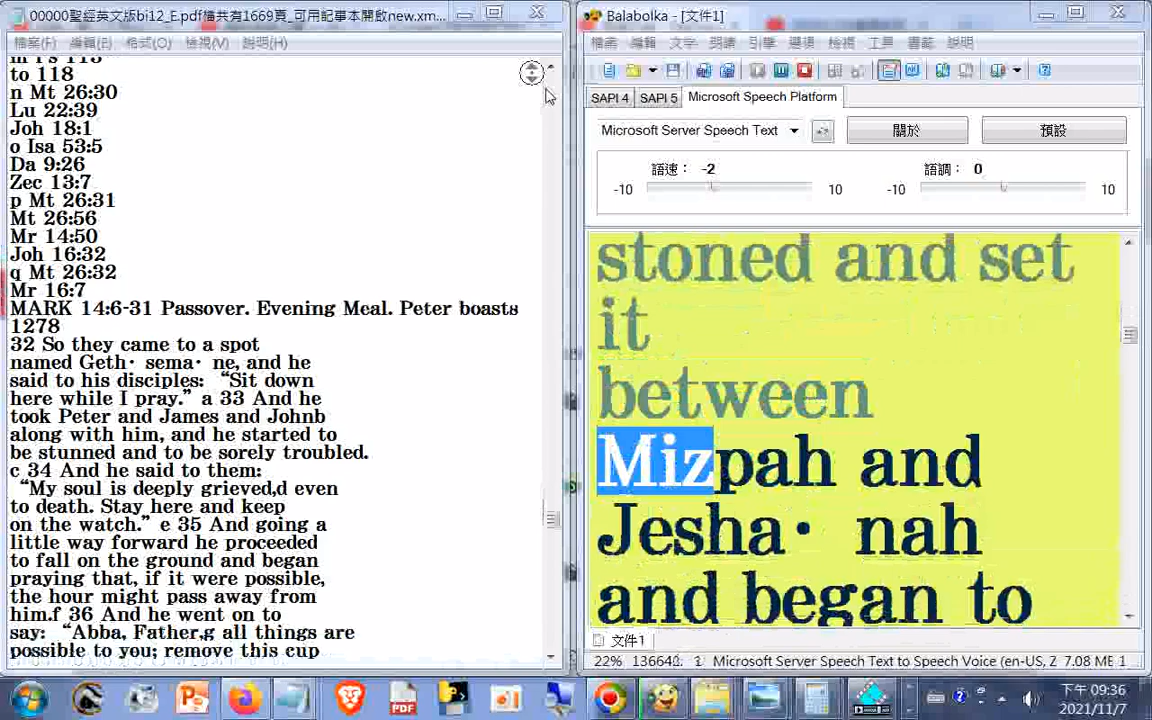 00000聖經英文版bi12_E.pdf檔共有1669頁_可用記事本開啟new.xm...
檔案(F) 編輯(E) 格式(O) 檢視(V) 說明(H)
to 118
n Mt 26:30
Lu 22:39
Joh 18:1
o Isa 53:5
Da 9:26
Zec 13:7
p Mt 26:31
Mt 26:56
Mr 14:50
Joh 16:32
q Mt 26:32
Mr 16:7
MARK 14:6-31 Passover. Evening Meal. Peter boasts
1278
32 So they came to a spot
named Geth· sema· ne, and he
said to his disciples: “Sit down
here while I pray.” a 33 And he
took Peter and James and Johnb
along with him, and he started to
be stunned and to be sorely troubled.
c 34 And he said to them:
“My soul is deeply grieved,d even
to death. Stay here and keep
on the watch.” e 35 And going a
little way forward he proceeded
to fall on the ground and began
praying that, if it were possible,
the hour might pass away from
him.f 36 And he went on to
say: “Abba, Father,g all things are
possible to you; remove this cup
Balabolka - [文件1]
檔案 編輯 文字 朗讀 引擎 選項 檢視 工具 書籤 說明
SAPI 4 SAPI 5 Microsoft Speech Platform
Microsoft Server Speech Text 關於 預設
語速： -2 語調： 0
-10 10 -10 10
stoned and set
it
between
Mizpah and
Jesha· nah
and began to
文件1
22% Microsoft Server Speech Text to Speech Voice (en-US, Z 7.08 MB 1
PDF
下午 09:36
2021/11/7